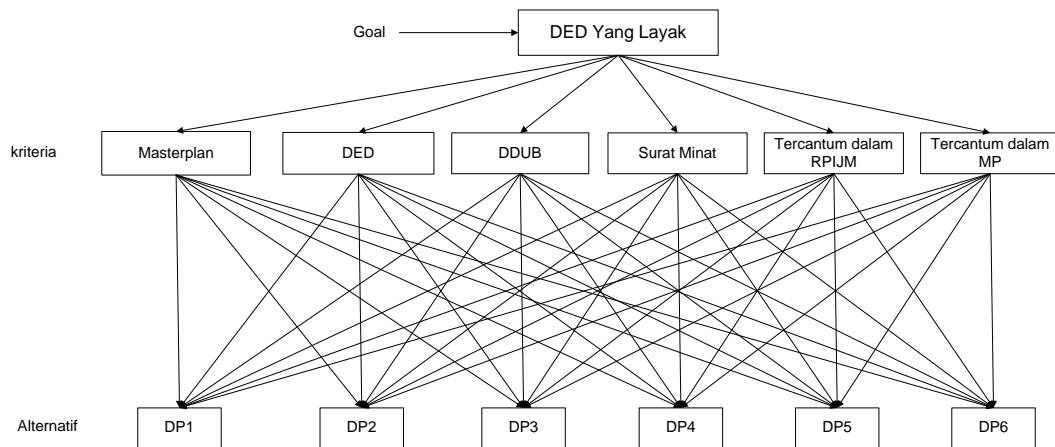 Goal
DED Yang Layak
kriteria
Masterplan
DED
DDUB
Surat Minat
Tercantum dalam
RPIJM
Tercantum dalam
MP
Alternatif
DP1
DP2
DP3
DP4
DP5
DP6